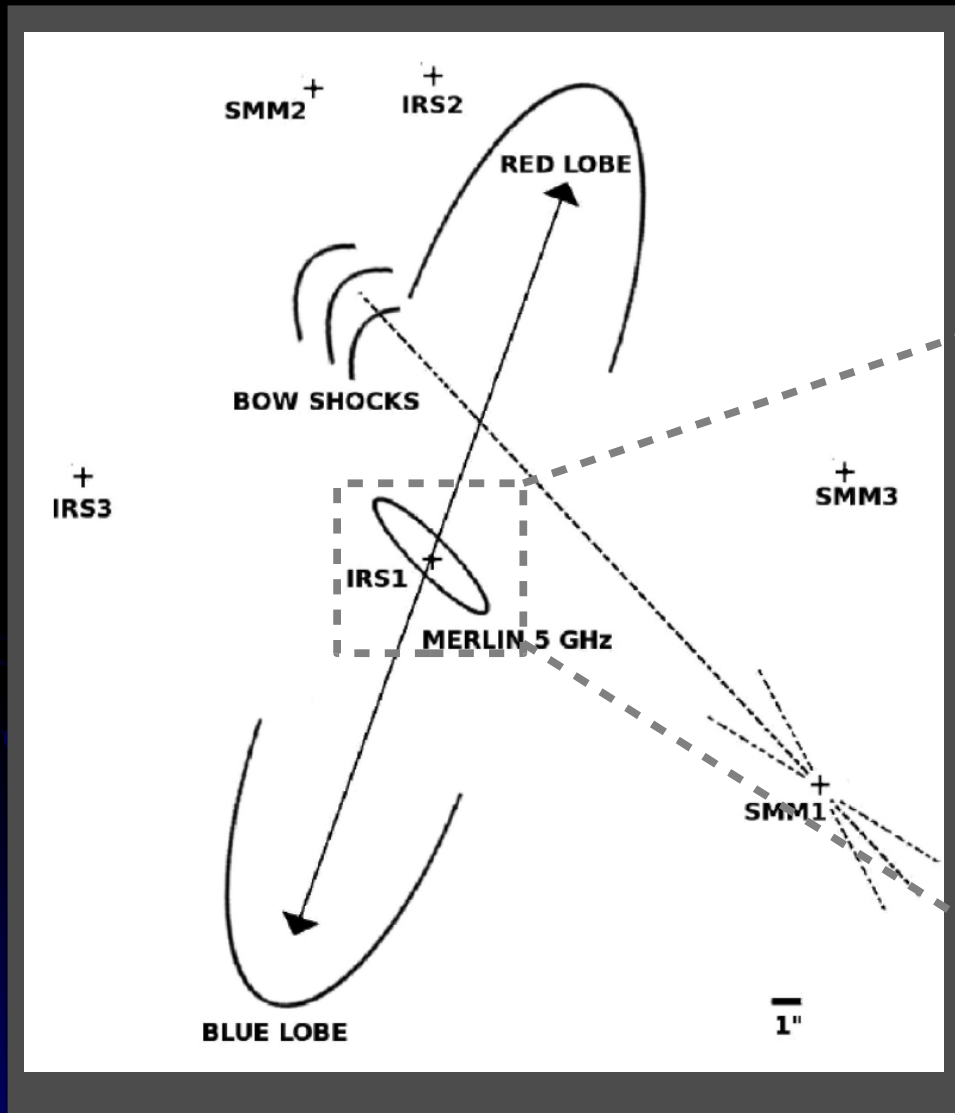 SMM2
IRS2
RED LOBE
BOW SHOCKS
IRS3
SMM3
IRS1
MERLIN 5 GHz
SMM1
BLUE LOBE
1"